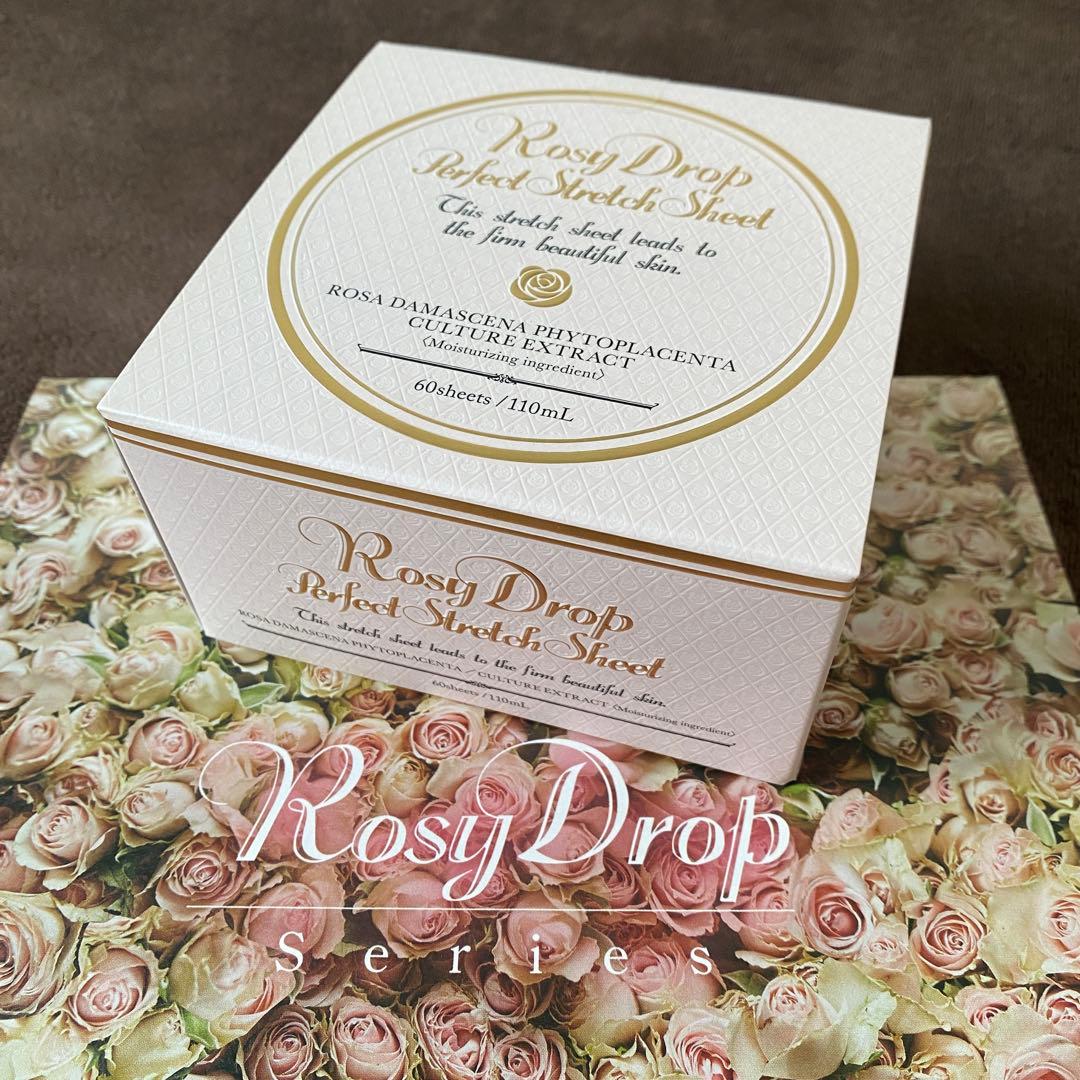 Rosy Drop
Perfect Stretch Sheet
This stretch sheet leads to
the firm beautiful skin.
ROSA DAMASCENA PHYTOPLACENTA
CULTURE EXTRACT
〈Moisturizing ingredient〉
60sheets / 110mL
Rosy Drop
Perfect Stretch Sheet
This stretch sheet leads to the firm beautiful skin.
ROSA DAMASCENA PHYTOPLACENTA CULTURE EXTRACT 〈Moisturizing ingredient〉
60sheets / 110mL
Rosy Drop
Series